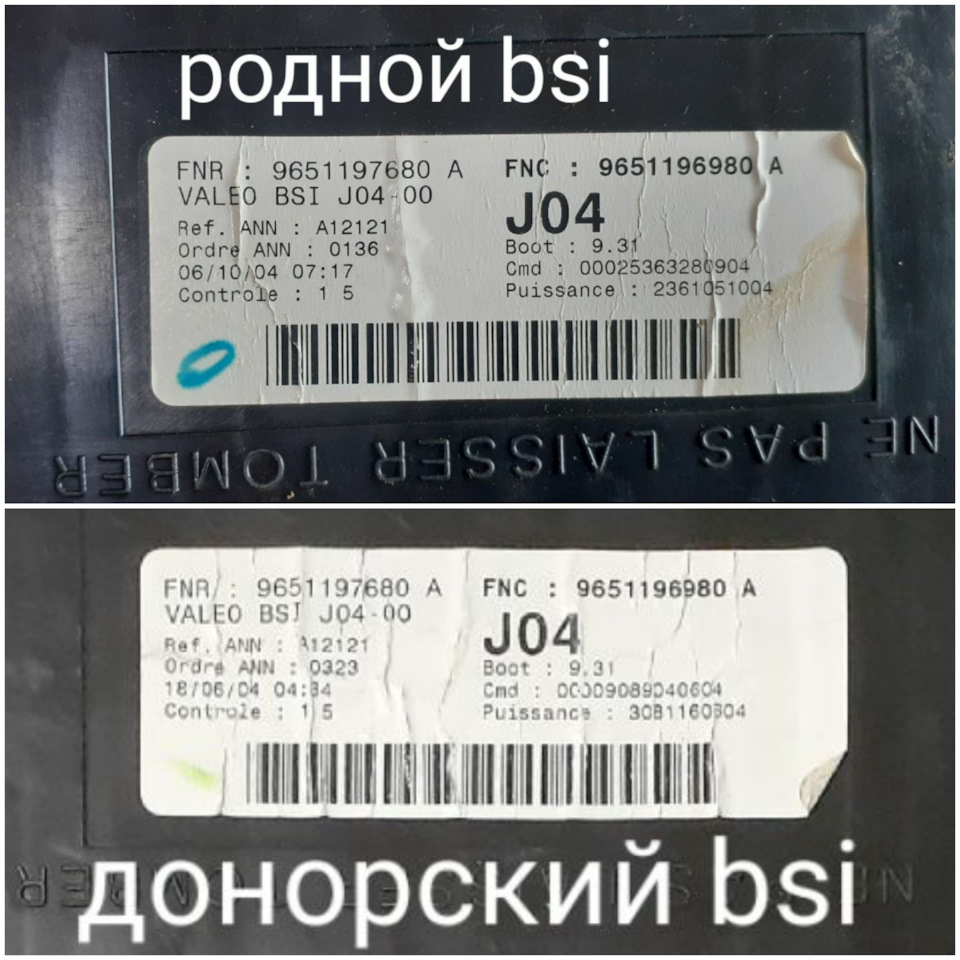 родной bsi
FNR : 9651197680 A
VALEO BSI J04-00
Ref. ANN : A12121
Ordre ANN : 0136
06/10/04 07:17
Controle : 1 5
FNC : 9651196980 A
J04
Boot : 9.31
Cmd : 00025363280904
Puissance : 2361051004
NE PAS LAISSER TOMBER
FNR : 9651197680 A
VALEO BSI J04-00
Ref. ANN : A12121
Ordre ANN : 0323
18/06/04 04:34
Controle : 1 5
FNC : 9651196980 A
J04
Boot : 9.31
Cmd : 00009089040604
Puissance : 3081160304
донорский bsi